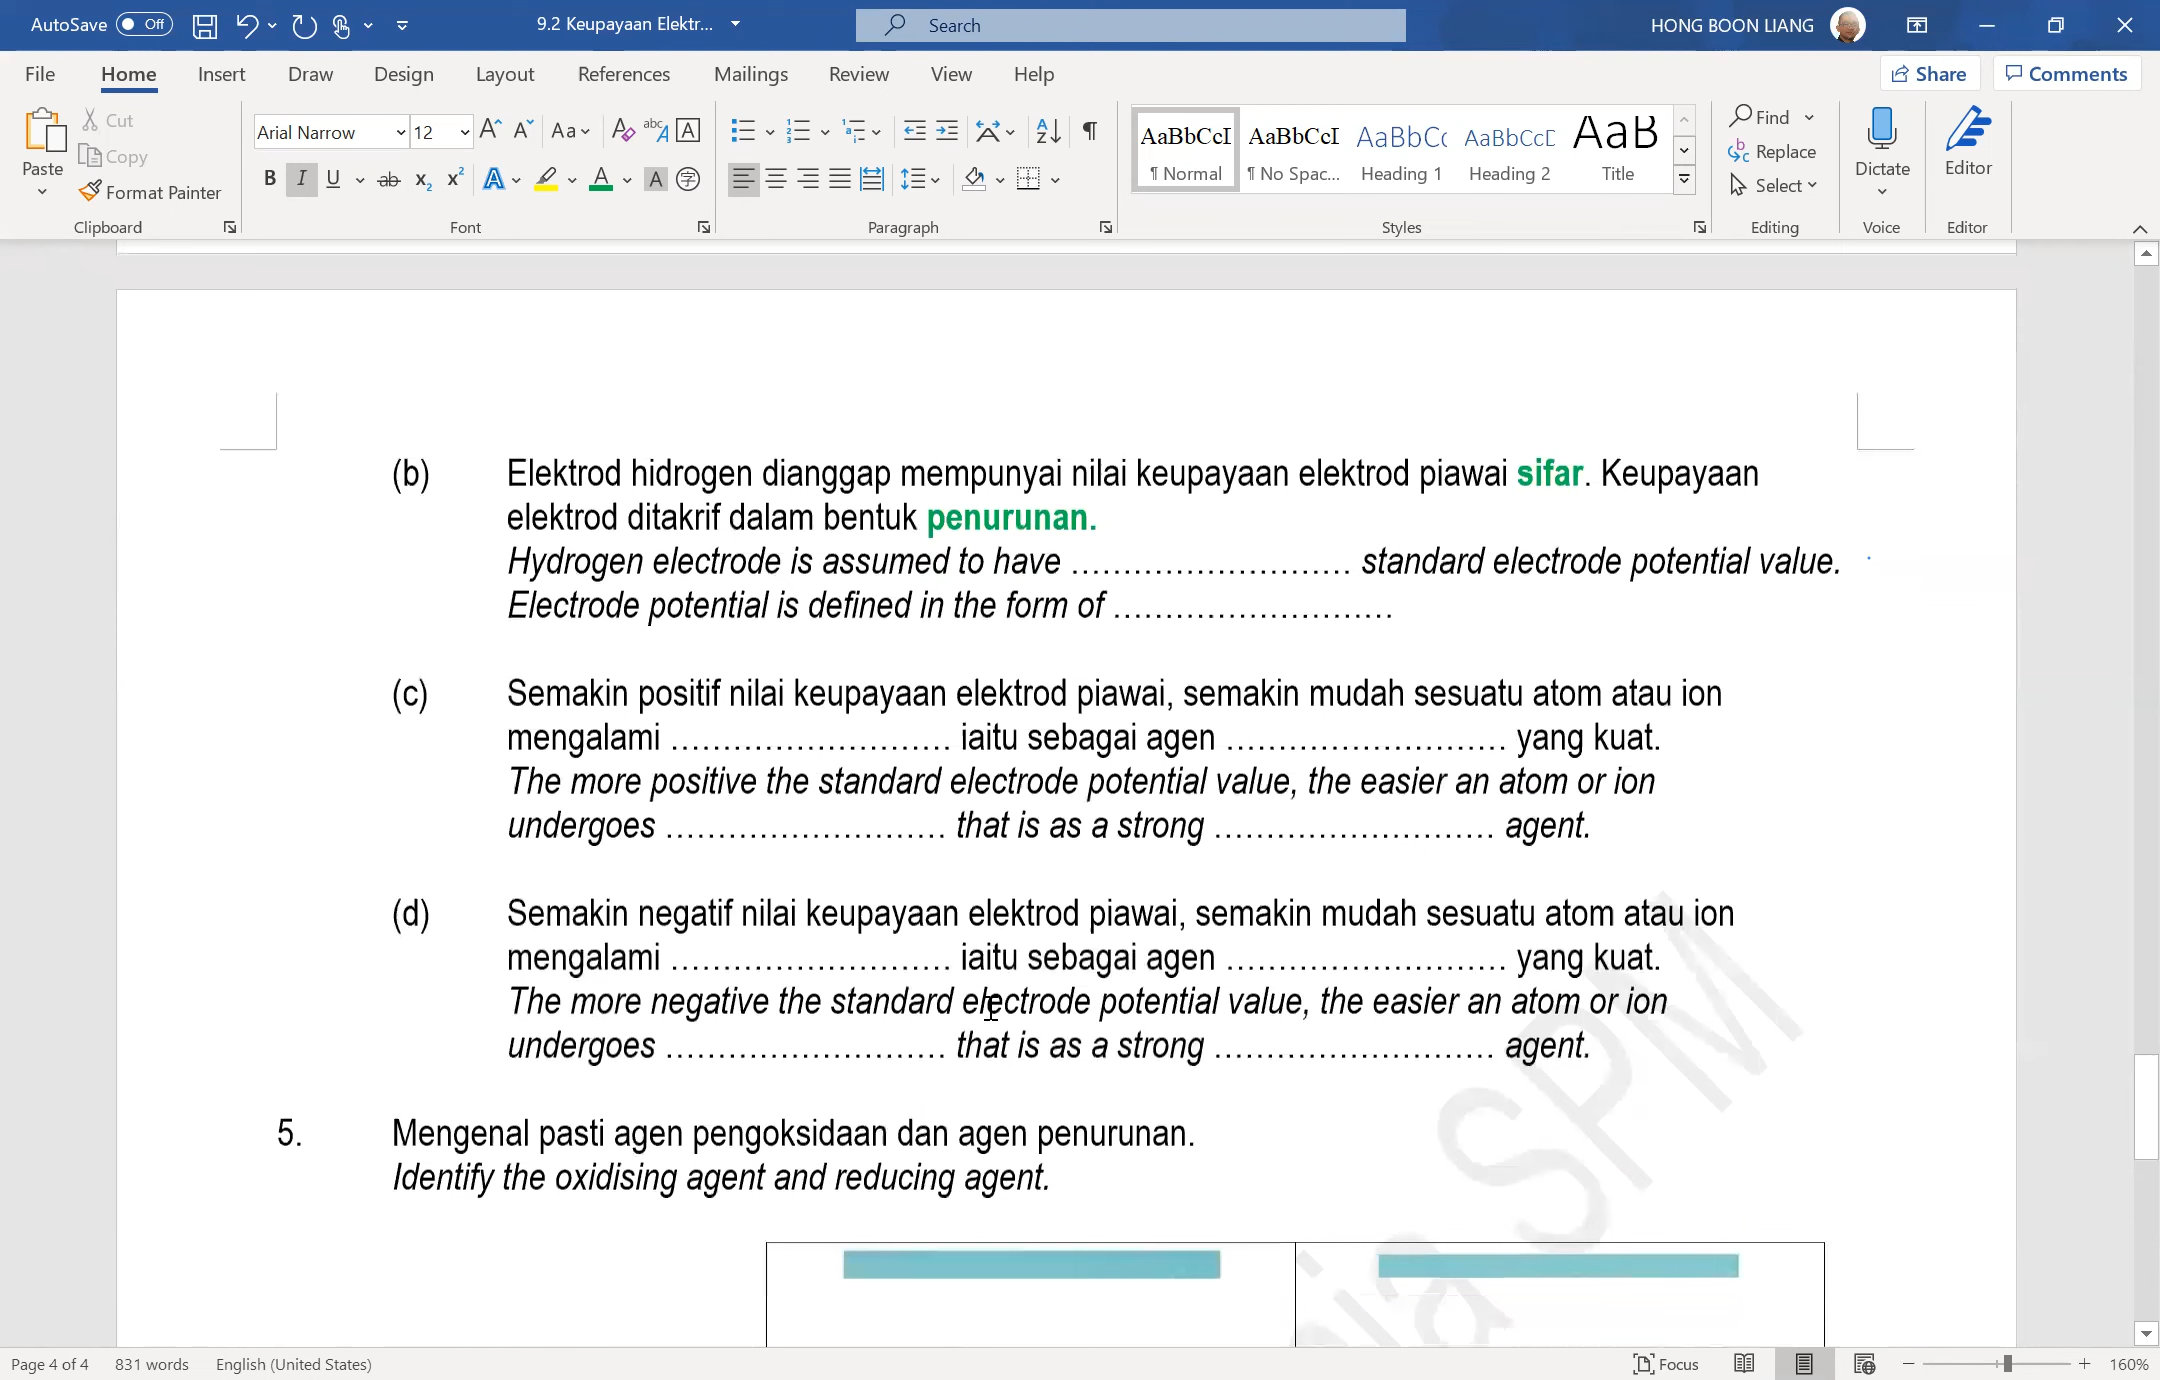 AutoSave Off 9.2 Keupayaan Elektr... Search HONG BOON LIANG
File Home Insert Draw Design Layout References Mailings Review View Help Share Comments
Paste Cut Copy Format Painter
Clipboard
Arial Narrow 12
Font
Paragraph
AaBbCcI AaBbCcI AaBbCc AaBbCcD AaB
¶ Normal ¶ No Spac... Heading 1 Heading 2 Title
Styles
Find
Replace
Select
Editing
Dictate
Voice
Editor
Editor
(b) Elektrod hidrogen dianggap mempunyai nilai keupayaan elektrod piawai sifar. Keupayaan
elektrod ditakrif dalam bentuk penurunan.
Hydrogen electrode is assumed to have ........................... standard electrode potential value.
Electrode potential is defined in the form of ...........................
(c) Semakin positif nilai keupayaan elektrod piawai, semakin mudah sesuatu atom atau ion
mengalami ........................... iaitu sebagai agen ........................... yang kuat.
The more positive the standard electrode potential value, the easier an atom or ion
undergoes ........................... that is as a strong ........................... agent.
(d) Semakin negatif nilai keupayaan elektrod piawai, semakin mudah sesuatu atom atau ion
mengalami ........................... iaitu sebagai agen ........................... yang kuat.
The more negative the standard electrode potential value, the easier an atom or ion
undergoes ........................... that is as a strong ........................... agent.
5. Mengenal pasti agen pengoksidaan dan agen penurunan.
Identify the oxidising agent and reducing agent.
SPM
Page 4 of 4 831 words English (United States) Focus 160%